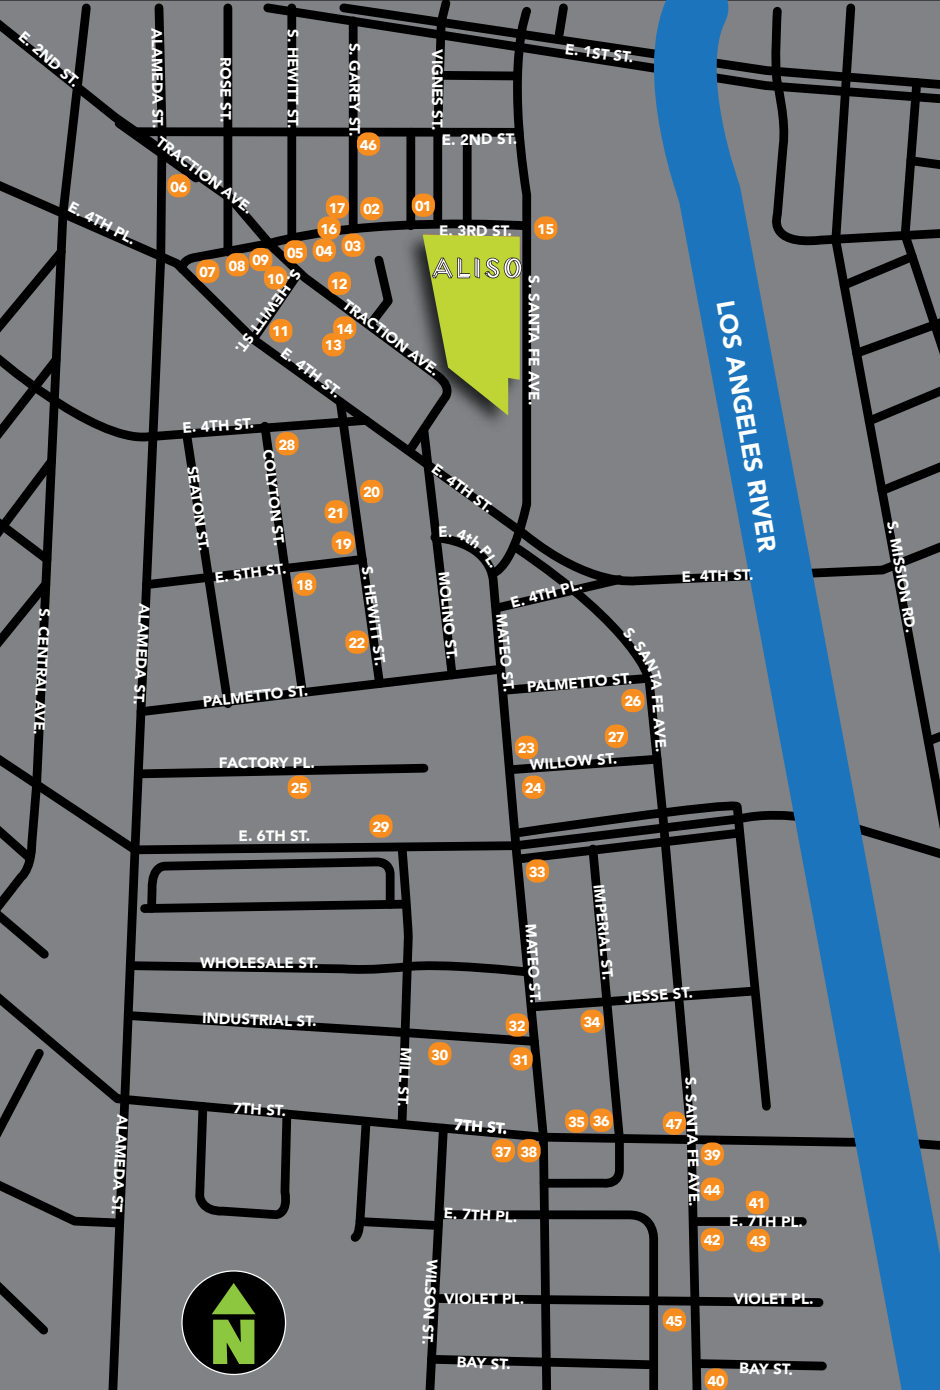 E. 1ST ST.
E. 2ND ST.
ALAMEDA ST.
ROSE ST.
S. HEWITT ST.
S. GAREY ST.
VIGNES ST.
E. 2ND ST.
46
TRACTION AVE.
06
E. 4TH PL.
17
02
01
16
E. 3RD ST.
15
03
04
05
09
08
07
10
12
ALISO
S. SANTA FE AVE.
S. HEWITT ST.
TRACTION AVE.
11
14
13
LOS ANGELES RIVER
E. 4TH ST.
E. 4TH ST.
28
SEATON ST.
COLYTON ST.
20
21
19
E. 4TH ST.
E. 4th PL.
S. MISSION RD.
E. 5TH ST.
18
S. HEWITT ST.
MOLINO ST.
E. 4TH PL.
E. 4TH ST.
S. CENTRAL AVE.
ALAMEDA ST.
22
MATEO ST.
S. SANTA FE AVE.
PALMETTO ST.
PALMETTO ST.
26
27
23
FACTORY PL.
WILLOW ST.
25
24
29
E. 6TH ST.
33
IMPERIAL ST.
MATEO ST.
WHOLESALE ST.
JESSE ST.
INDUSTRIAL ST.
32
34
30
31
MILL ST.
S. SANTA FE AVE.
7TH ST.
ALAMEDA ST.
7TH ST.
35
36
47
37
38
39
44
41
E. 7TH PL.
E. 7TH PL.
42
43
WILSON ST.
VIOLET PL.
VIOLET PL.
45
N
BAY ST.
BAY ST.
40